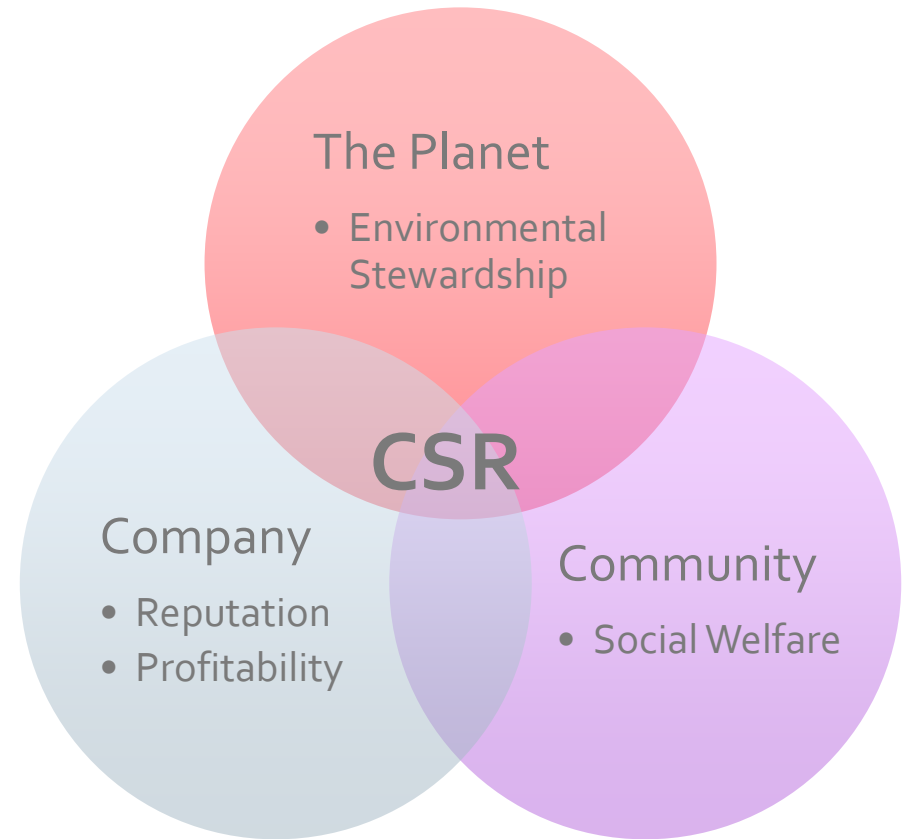 The Planet
• Environmental
Stewardship
CSR
Company
• Reputation
• Profitability
Community
• Social Welfare